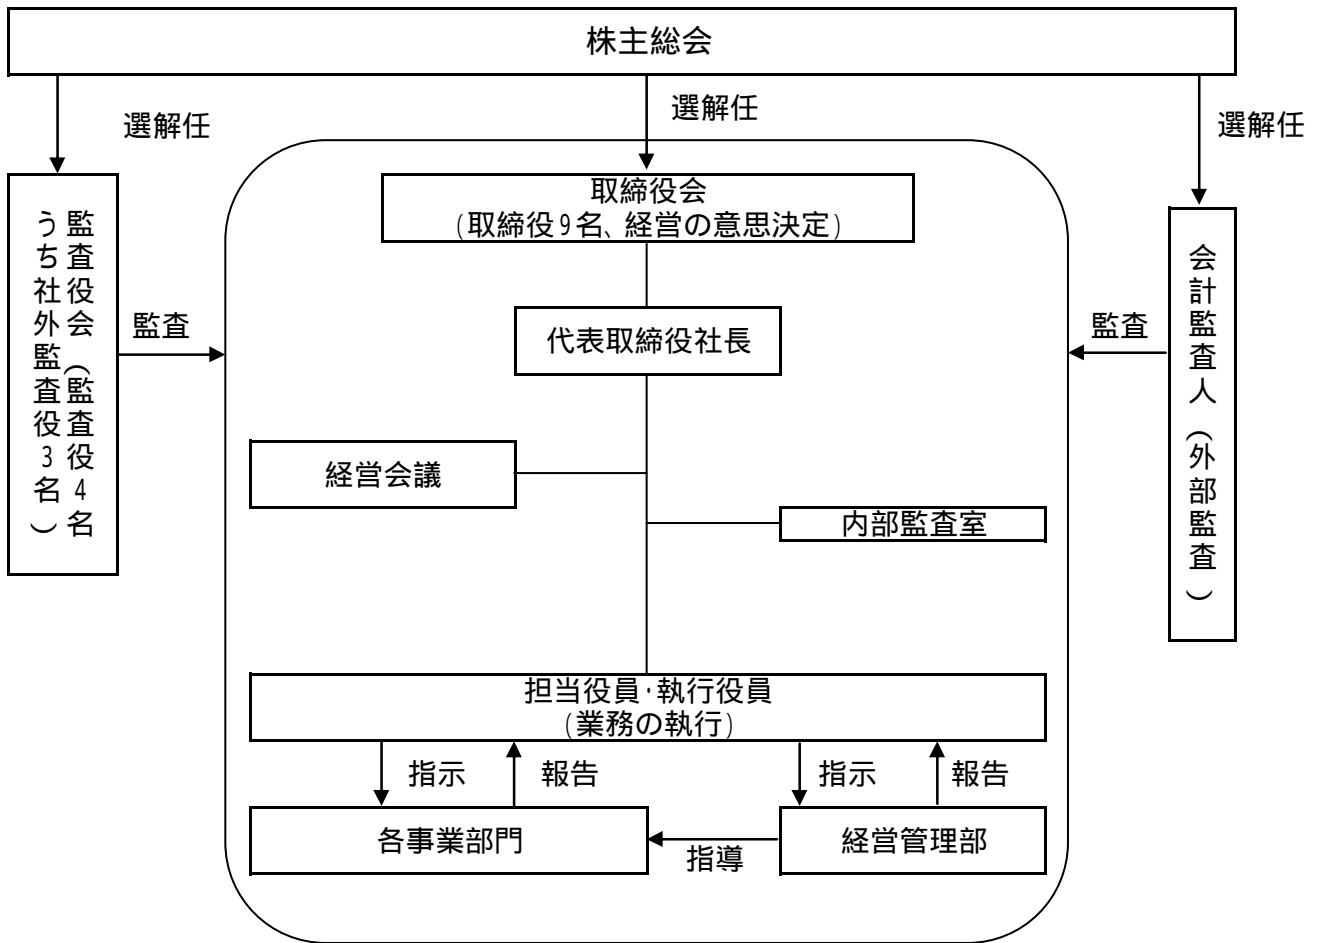 株主総会
選解任
選解任
選解任
取締役会
(取締役9名、経営の意思決定)
監査役会(監査役4名
うち社外監査役3名)
会計監査人(外部監査)
監査
代表取締役社長
監査
経営会議
内部監査室
担当役員・執行役員
(業務の執行)
指示
報告
指示
報告
各事業部門
指導
経営管理部